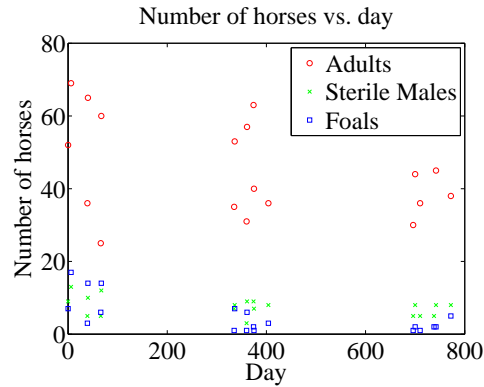 Number of horses vs. day
Number of horses
80
60
40
20
0
Adults
Sterile Males
Foals
0 200 400 600 800
Day